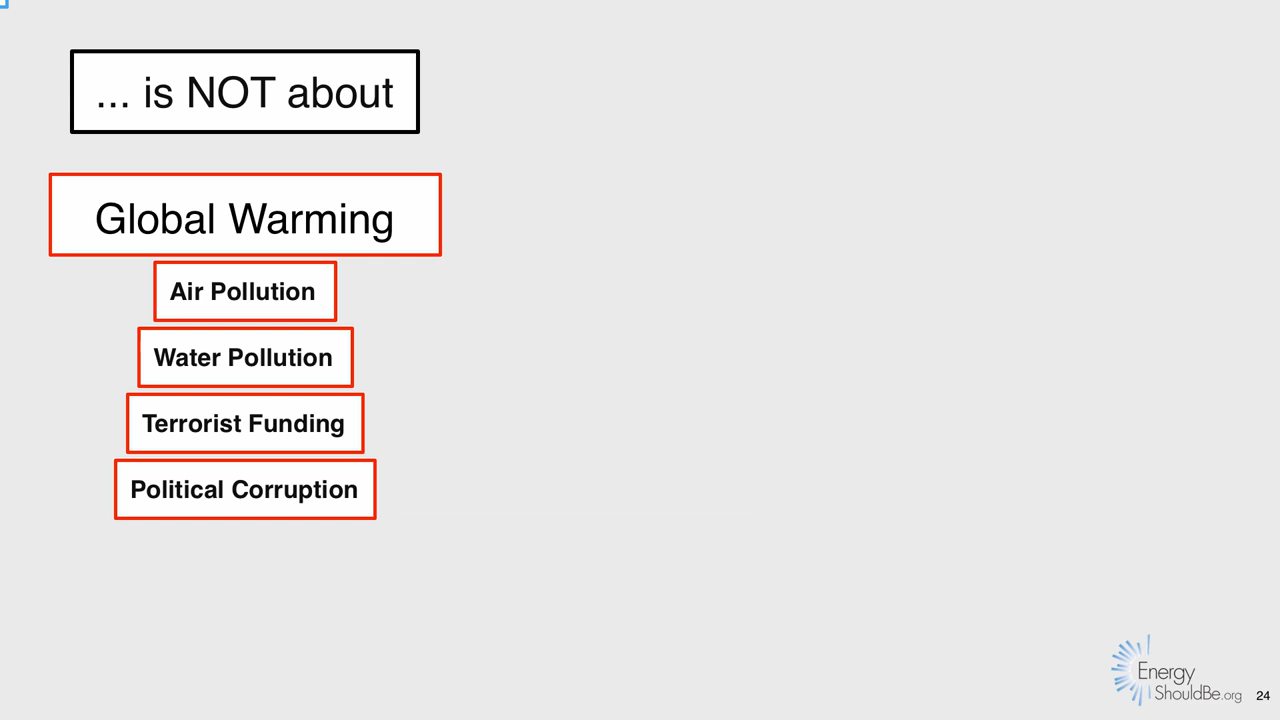 ... is NOT about
Global Warming
Air Pollution
Water Pollution
Terrorist Funding
Political Corruption
Energy
ShouldBe.org
24